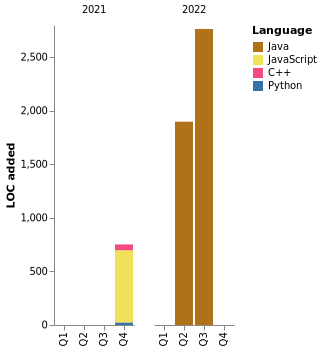 2021 2022
Language
Java
JavaScript
C++
Python
LOC added
2,500
2,000
1,500
1,000
500
0
Q1 Q2 Q3 Q4 Q1 Q2 Q3 Q4